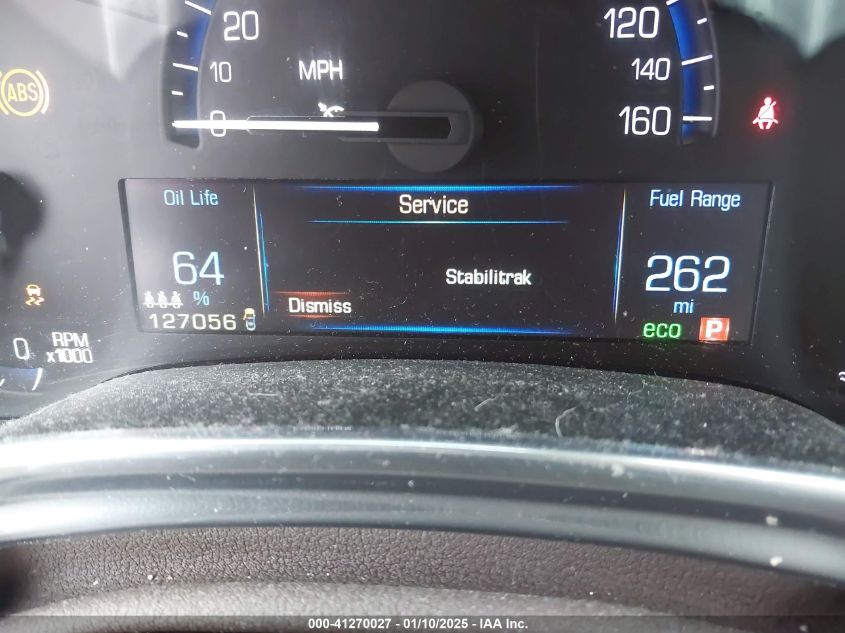 20
120
10
MPH
140
ABS
0
160
Oil Life
Service
Fuel Range
64
Stabilitrak
262
%
Dismiss
mi
127056
eco
P
0
RPM
x1000
000-41270027 - 01/10/2025 - IAA Inc.